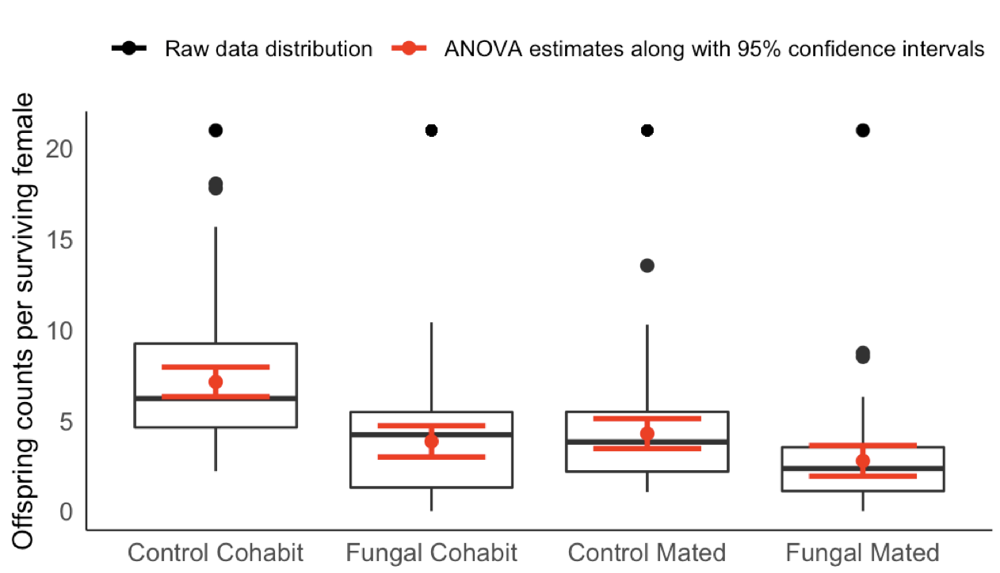 Raw data distribution
ANOVA estimates along with 95% confidence intervals
Offspring counts per surviving female
20
15
10
5
0
Control Cohabit
Fungal Cohabit
Control Mated
Fungal Mated